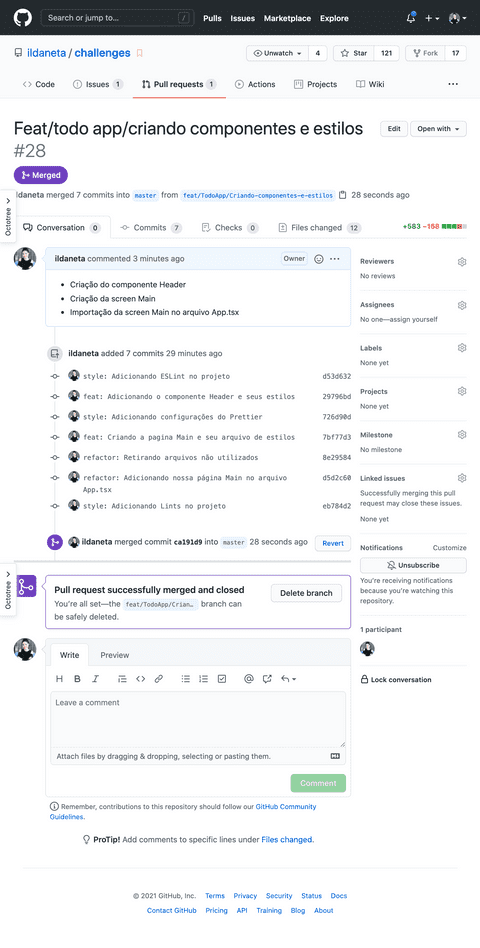 Search or jump to... /
Pulls Issues Marketplace Explore
ildaneta / challenges
Unwatch 4 Star 121 Fork 17
Code Issues 1 Pull requests 1 Actions Projects Wiki
Feat/todo app/criando componentes e estilos
#28
Edit Open with
Merged
ildaneta merged 7 commits into master from feat/TodoApp/Criando-componentes-e-estilos 28 seconds ago
Octotree
Conversation 0 Commits 7 Checks 0 Files changed 12
+583 −168
ildaneta commented 3 minutes ago Owner
Criação do componente Header
Criação da screen Main
Importação da screen Main no arquivo App.tsx
ildaneta added 7 commits 29 minutes ago
style: Adicionando ESLint no projeto d53d632
feat: Adicionando o componente Header e seus estilos 29796bd
style: Adicionando configurações do Prettier 726d90d
feat: Criando a pagina Main e seu arquivo de estilos 7bf77d3
refactor: Retirando arquivos não utilizados 8e29584
refactor: Adicionando nossa página Main no arquivo d5d2c60
App.tsx
style: Adicionando Lints no projeto eb784d2
ildaneta merged commit ca191d9 into master 28 seconds ago Revert
Octotree
Pull request successfully merged and closed
You're all set—the feat/TodoApp/Crian… branch can
be safely deleted.
Delete branch
Write Preview
H B I
Leave a comment
Attach files by dragging & dropping, selecting or pasting them.
Comment
Remember, contributions to this repository should follow our GitHub Community
Guidelines.
ProTip! Add comments to specific lines under Files changed.
Reviewers
No reviews
Assignees
No one—assign yourself
Labels
None yet
Projects
None yet
Milestone
No milestone
Linked issues
Successfully merging this pull
request may close these issues.
None yet
Notifications Customize
Unsubscribe
You're receiving notifications
because you're watching this
repository.
1 participant
Lock conversation
© 2021 GitHub, Inc. Terms Privacy Security Status Docs
Contact GitHub Pricing API Training Blog About